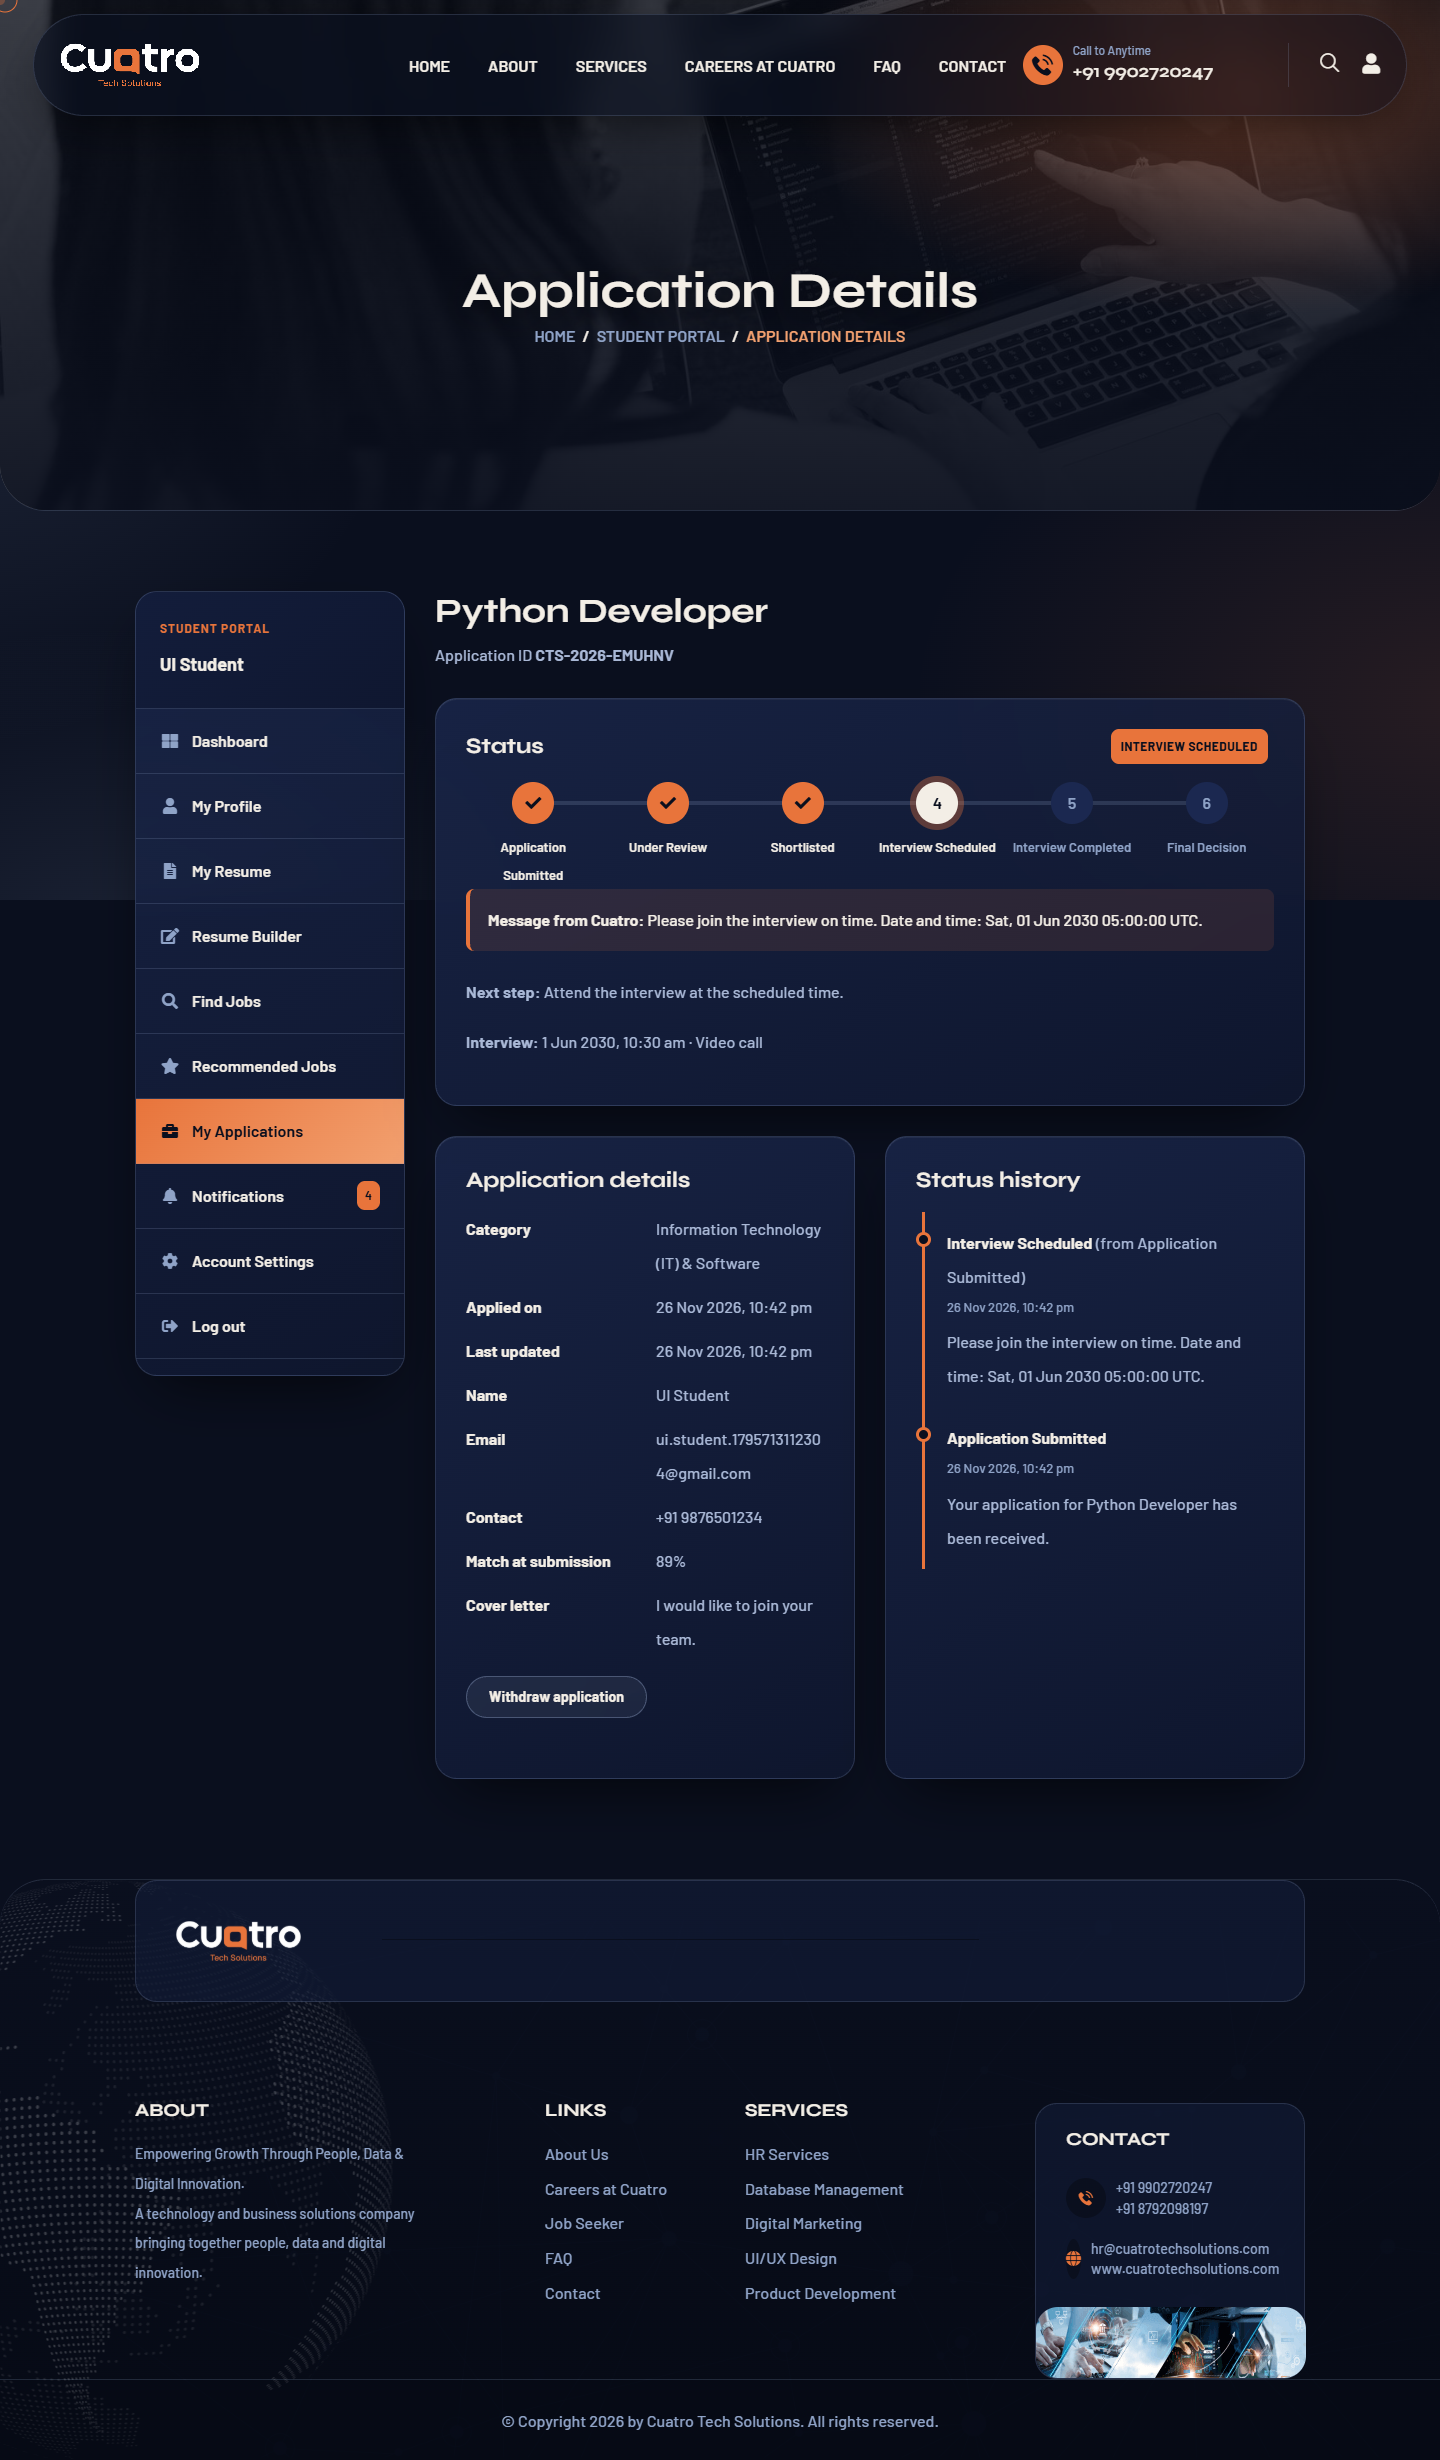 Cuatro
Tech Solutions
HOME
ABOUT
SERVICES
CAREERS AT CUATRO
FAQ
CONTACT
Call to Anytime
+91 9902720247
Application Details
HOME / STUDENT PORTAL / APPLICATION DETAILS
STUDENT PORTAL
UI Student
Dashboard
My Profile
My Resume
Resume Builder
Find Jobs
Recommended Jobs
My Applications
Notifications 4
Account Settings
Log out
Python Developer
Application ID CTS-2026-EMUHNV
Status
INTERVIEW SCHEDULED
4
5
6
Application
Submitted
Under Review
Shortlisted
Interview Scheduled
Interview Completed
Final Decision
Message from Cuatro: Please join the interview on time. Date and time: Sat, 01 Jun 2030 05:00:00 UTC.
Next step: Attend the interview at the scheduled time.
Interview: 1 Jun 2030, 10:30 am · Video call
Application details
Category
Information Technology
(IT) & Software
Applied on
26 Nov 2026, 10:42 pm
Last updated
26 Nov 2026, 10:42 pm
Name
UI Student
Email
ui.student.179571311230
4@gmail.com
Contact
+91 9876501234
Match at submission
89%
Cover letter
I would like to join your
team.
Withdraw application
Status history
Interview Scheduled (from Application
Submitted)
26 Nov 2026, 10:42 pm
Please join the interview on time. Date and
time: Sat, 01 Jun 2030 05:00:00 UTC.
Application Submitted
26 Nov 2026, 10:42 pm
Your application for Python Developer has
been received.
Cuatro
Tech Solutions
ABOUT
Empowering Growth Through People, Data &
Digital Innovation.
A technology and business solutions company
bringing together people, data and digital
innovation.
LINKS
About Us
Careers at Cuatro
Job Seeker
FAQ
Contact
SERVICES
HR Services
Database Management
Digital Marketing
UI/UX Design
Product Development
CONTACT
+91 9902720247
+91 8792098197
hr@cuatrotechsolutions.com
www.cuatrotechsolutions.com
© Copyright 2026 by Cuatro Tech Solutions. All rights reserved.